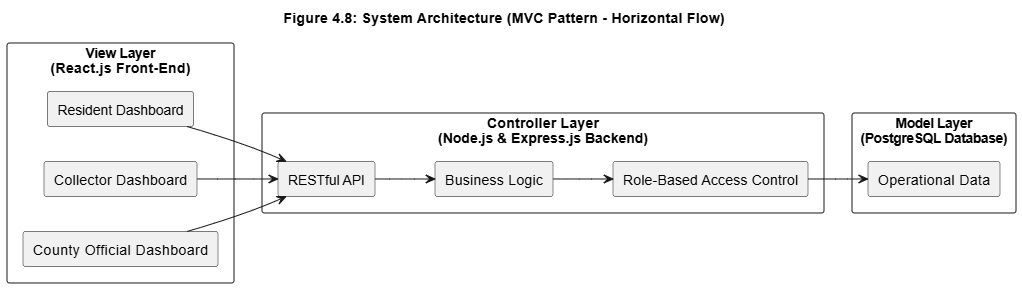 Figure 4.8: System Architecture (MVC Pattern - Horizontal Flow)
View Layer
(React.js Front-End)
Resident Dashboard
Collector Dashboard
County Official Dashboard
Controller Layer
(Node.js & Express.js Backend)
RESTful API
Business Logic
Role-Based Access Control
Model Layer
(PostgreSQL Database)
Operational Data